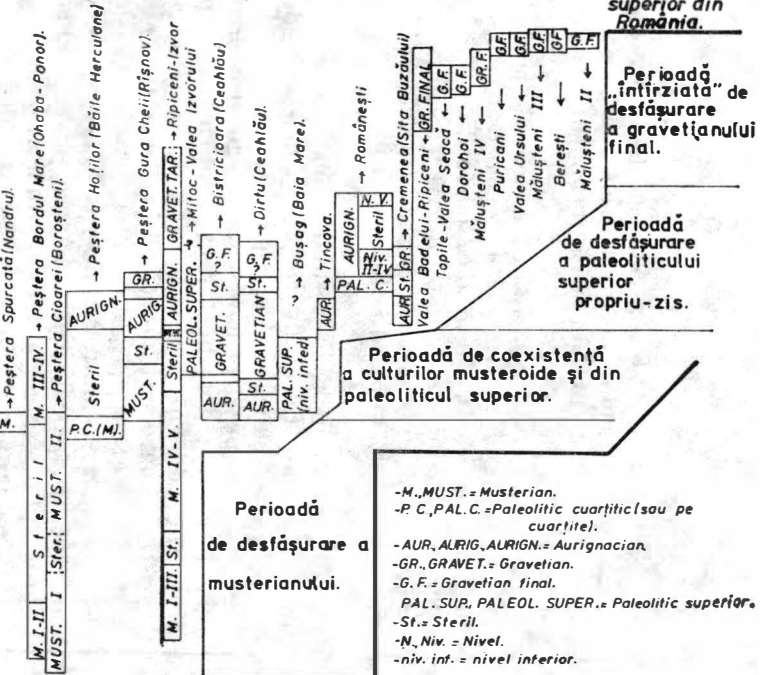 superior din
România.
→ Peștera Spurcată (Nandru).
M.
→ Peștera Bordul Mare (Ohaba-Ponor).
M. III-IV.
Steril
M. I-II
→ Peștera Cioarei (Boroșteni).
MUST. II.
Ster.
MUST. I
→ Peștera Hoților (Băile Herculane)
AURIGN.
Steril
P.C.(M).
→ Peștera Gura Cheii (Rîșnov).
GR.
AURIG.
St.
MUST.
→ Ripiceni-Izvor
GRAVET. TAR.
AURIGN.
Steril
M. IV-V
St.
M. I-III
→ Mitoc-Valea Izvorului
PALEOL. SUPER.
→ Bistricioara (Ceahlău)
G.F.
?
St.
GRAVET.
AUR.
→ Dirțu (Ceahlău).
G.F.
?
St.
GRAVETIAN
St.
AUR.
→ Bușag (Baia Mare).
?
PAL. SUP.
(niv. infed)
→ Tincova.
AUR.
→ Românești
N. V.
Steril
AURIGN.
Niv.
II-IV
PAL. C.
→ Cremenea (Sita Buzăului)
GR.
St.
AUR.
GR. FINAL
Valea Badelui-Ripiceni ←
G.F.
Topile-Valea Seacă ←
G.F.
Dorohoi ←
GR.F.
Mălușteni IV ←
G.F.
Puricani ←
G.F.
Valea Ursului ←
G.F.
Mălușteni III ←
G.F.
Berești ←
G.F.
Mălușteni II ←
Perioadă
„întîrziată” de
desfășurare
a gravetianului
final.
Perioadă
de desfășurare
a paleoliticului
superior
propriu-zis.
Perioadă de coexistență
a culturilor musteroide și din
paleoliticul superior.
Perioadă
de desfășurare a
musterianului.
-M., MUST. = Musterian.
-P. C., PAL. C. = Paleolitic cuarțitic (sau pe
cuarțite).
-AUR., AURIG., AURIGN. = Aurignacian.
-GR., GRAVET. = Gravetian.
-G. F. = Gravetian final.
PAL. SUP., PALEOL. SUPER. = Paleolitic superior.
-St. = Steril.
-N., Niv. = Nivel.
-niv. inf. = nivel interior.